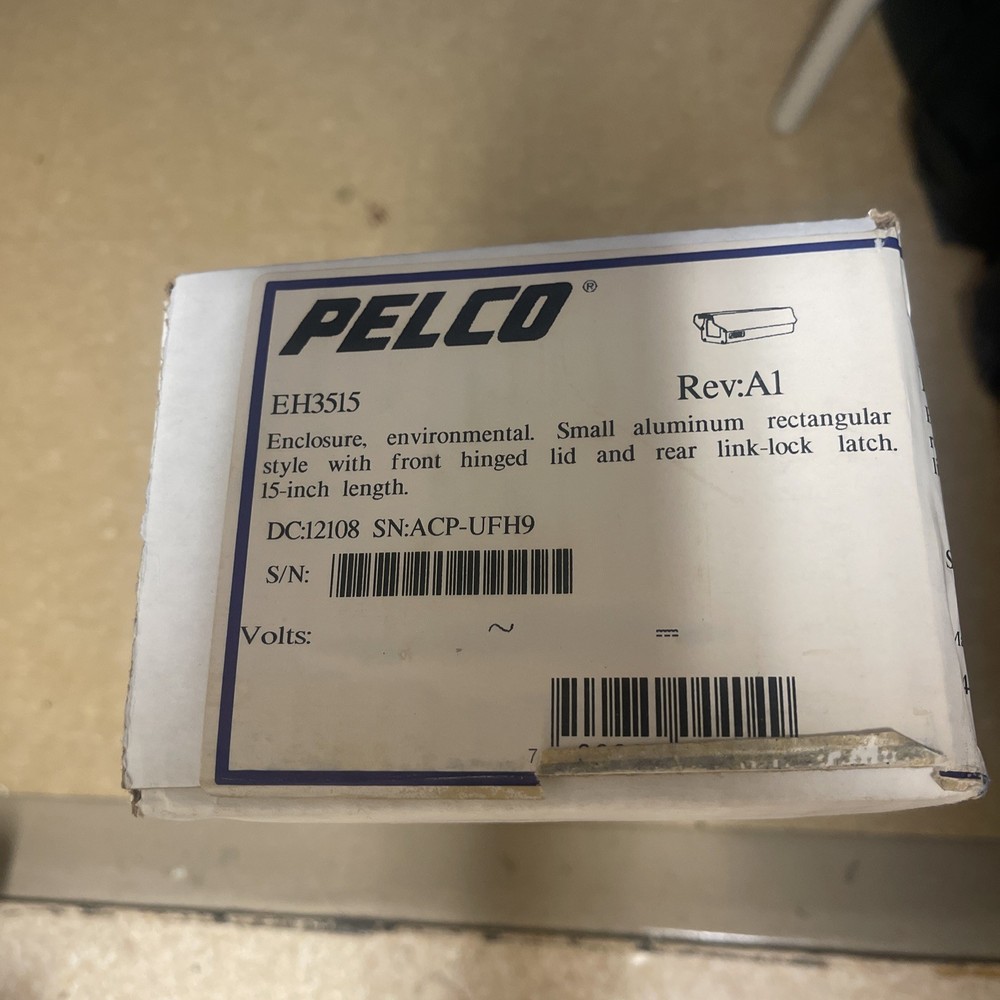 PELCO®
EH3515
Rev:A1
Enclosure, environmental. Small aluminum rectangular
style with front hinged lid and rear link-lock latch.
15-inch length.
DC:12108 SN:ACP-UFH9
S/N:
Volts: ~ ⎓
7